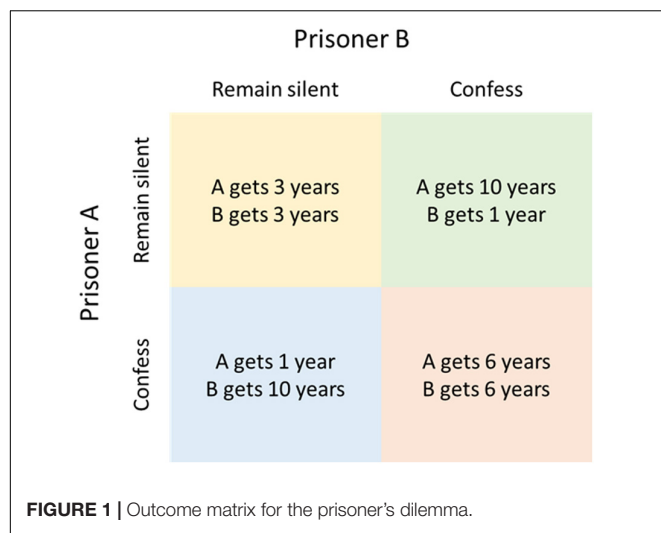 Prisoner B
Remain silent
Confess
Prisoner A
Remain silent
A gets 3 years
B gets 3 years
A gets 10 years
B gets 1 year
Confess
A gets 1 year
B gets 10 years
A gets 6 years
B gets 6 years
FIGURE 1 | Outcome matrix for the prisoner's dilemma.